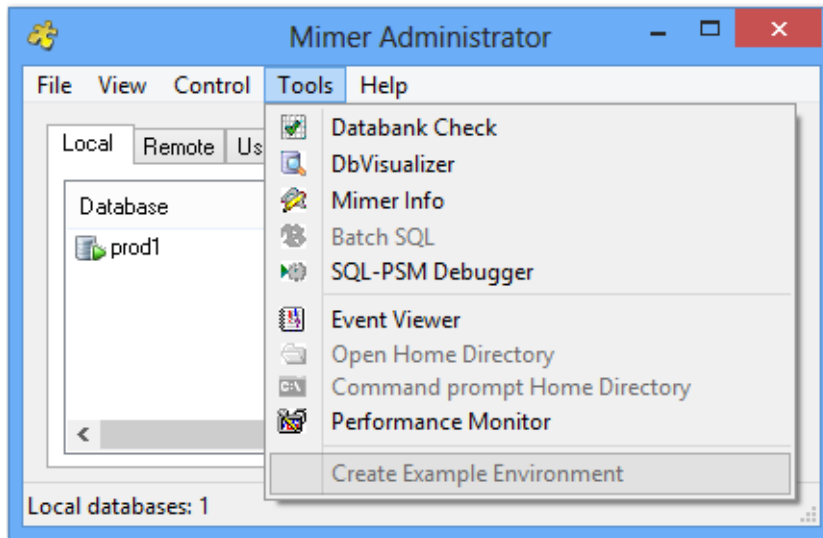 Mimer Administrator
File View Control Tools Help
Local Remote Us
Database
prod1
Databank Check
DbVisualizer
Mimer Info
Batch SQL
SQL-PSM Debugger
Event Viewer
Open Home Directory
Command prompt Home Directory
Performance Monitor
Create Example Environment
Local databases: 1